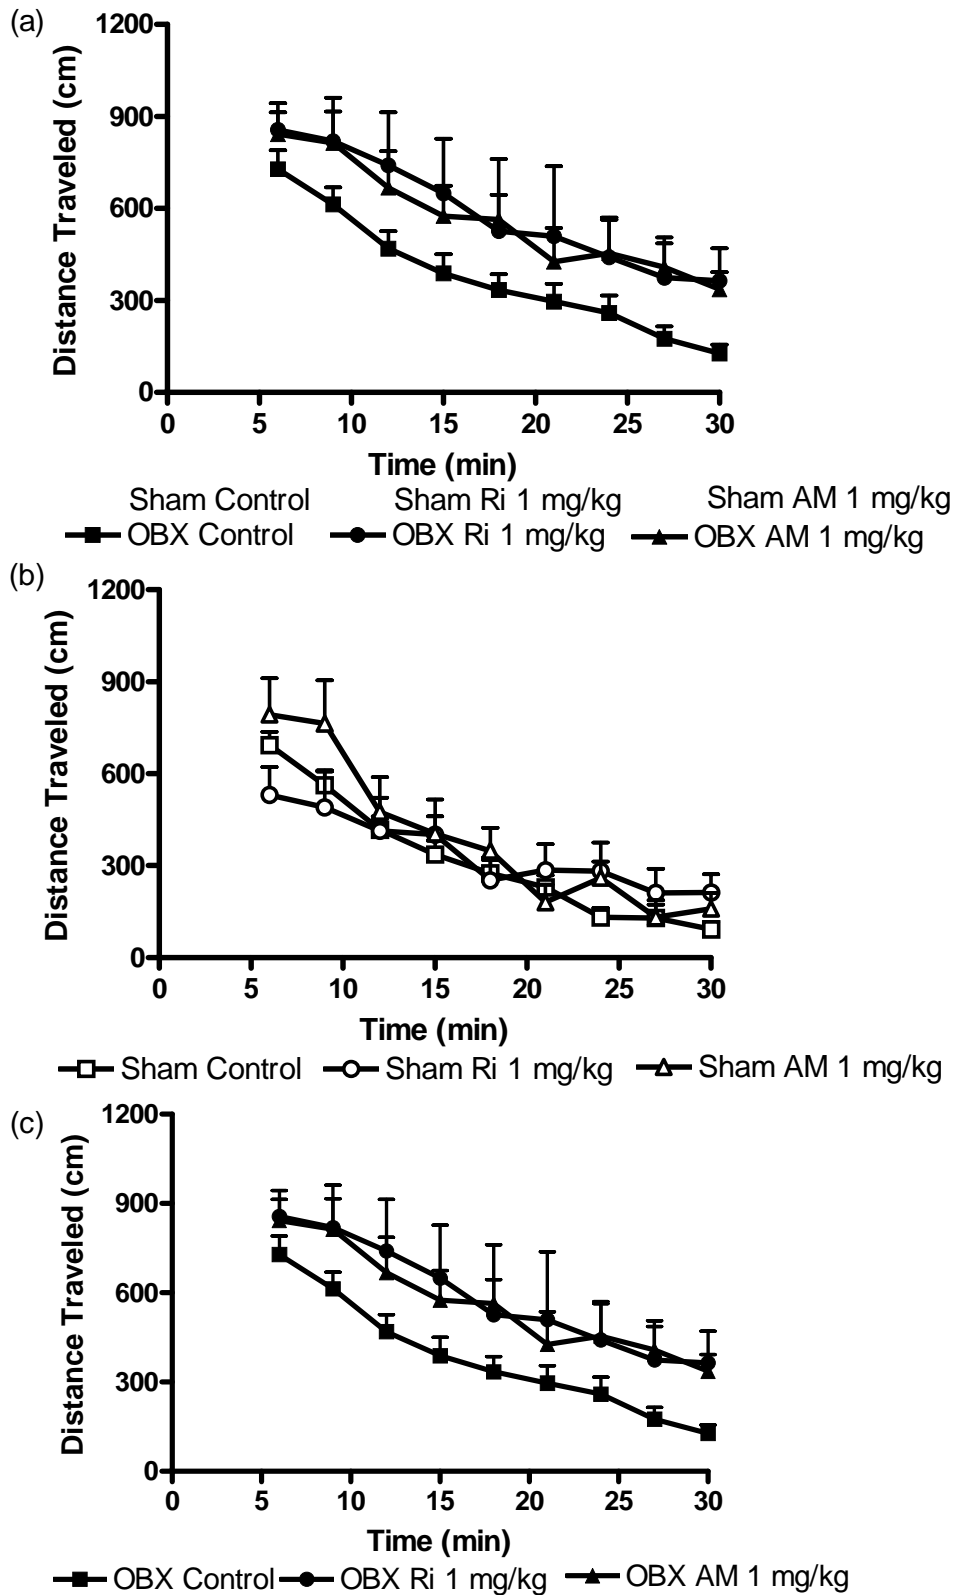 (a)
1200
900
600
300
0
Distance Traveled (cm)
0 5 10 15 20 25 30
Time (min)
Sham Control Sham Ri 1 mg/kg Sham AM 1 mg/kg
OBX Control OBX Ri 1 mg/kg OBX AM 1 mg/kg
(b)
1200
900
600
300
0
Distance Traveled (cm)
0 5 10 15 20 25 30
Time (min)
Sham Control Sham Ri 1 mg/kg Sham AM 1 mg/kg
(c)
1200
900
600
300
0
Distance Traveled (cm)
0 5 10 15 20 25 30
Time (min)
OBX Control OBX Ri 1 mg/kg OBX AM 1 mg/kg